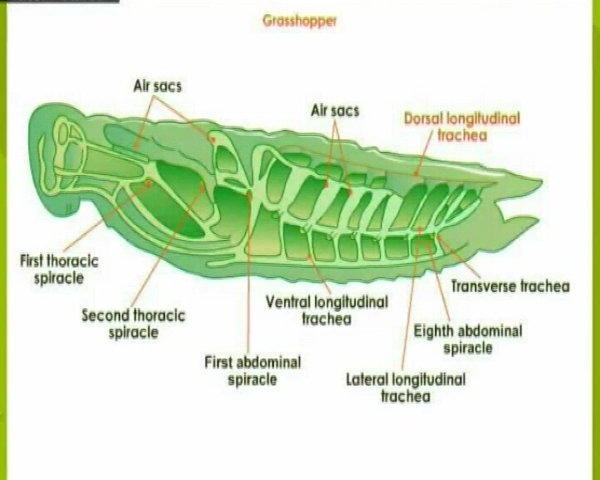 Grasshopper
Air sacs
Air sacs
Dorsal longitudinal
trachea
First thoracic
spiracle
Second thoracic
spiracle
First abdominal
spiracle
Ventral longitudinal
trachea
Lateral longitudinal
trachea
Eighth abdominal
spiracle
Transverse trachea